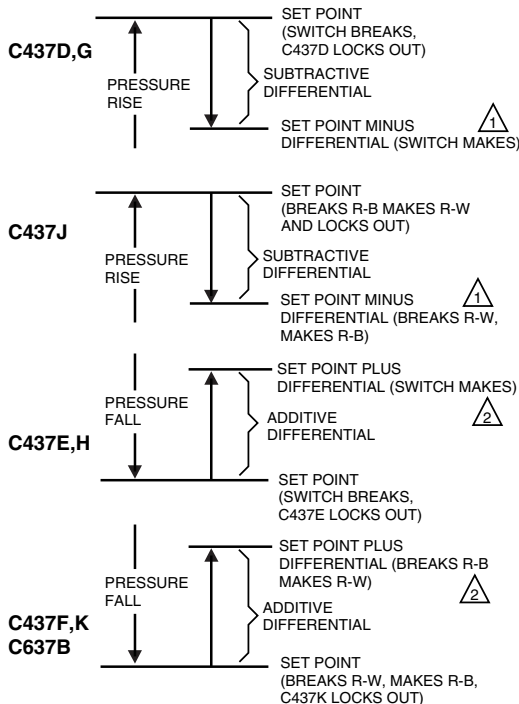 C437D,G
PRESSURE
RISE
SET POINT
(SWITCH BREAKS,
C437D LOCKS OUT)
SUBTRACTIVE
DIFFERENTIAL
SET POINT MINUS
DIFFERENTIAL (SWITCH MAKES)
1
C437J
PRESSURE
RISE
SET POINT
(BREAKS R-B MAKES R-W
AND LOCKS OUT)
SUBTRACTIVE
DIFFERENTIAL
SET POINT MINUS
DIFFERENTIAL (BREAKS R-W,
MAKES R-B)
1
C437E,H
PRESSURE
FALL
SET POINT PLUS
DIFFERENTIAL (SWITCH MAKES)
2
ADDITIVE
DIFFERENTIAL
SET POINT
(SWITCH BREAKS,
C437E LOCKS OUT)
C437F,K
C637B
PRESSURE
FALL
SET POINT PLUS
DIFFERENTIAL (BREAKS R-B
MAKES R-W)
2
ADDITIVE
DIFFERENTIAL
SET POINT
(BREAKS R-W, MAKES R-B,
C437K LOCKS OUT)